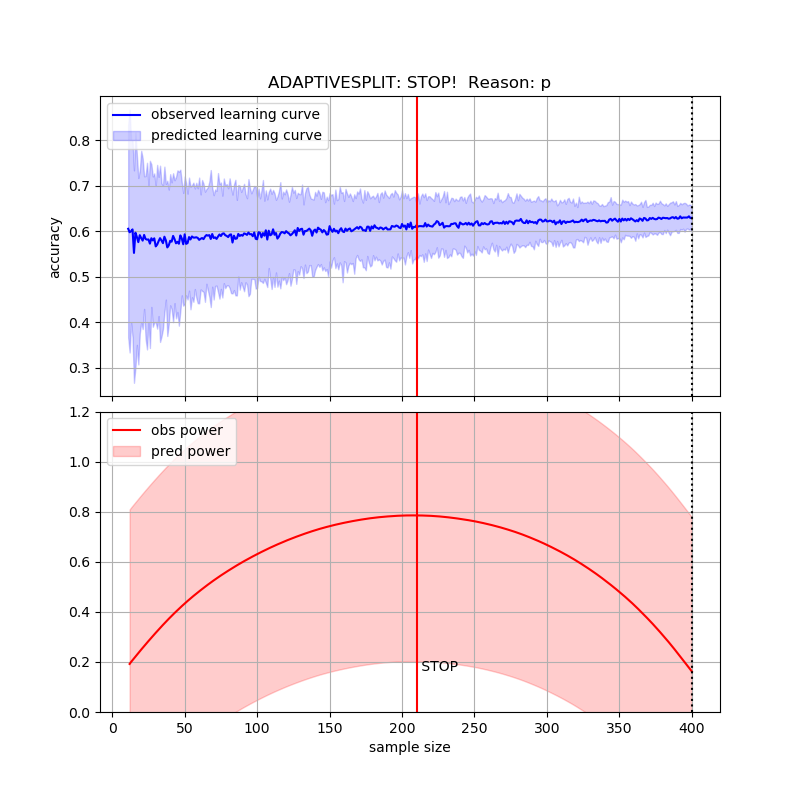 ADAPTIVESPLIT: STOP!  Reason: p
observed learning curve
predicted learning curve
0.8
0.7
0.6
0.5
0.4
0.3
accuracy
obs power
pred power
1.2
1.0
0.8
0.6
0.4
0.2
0.0
STOP
0 50 100 150 200 250 300 350 400
sample size